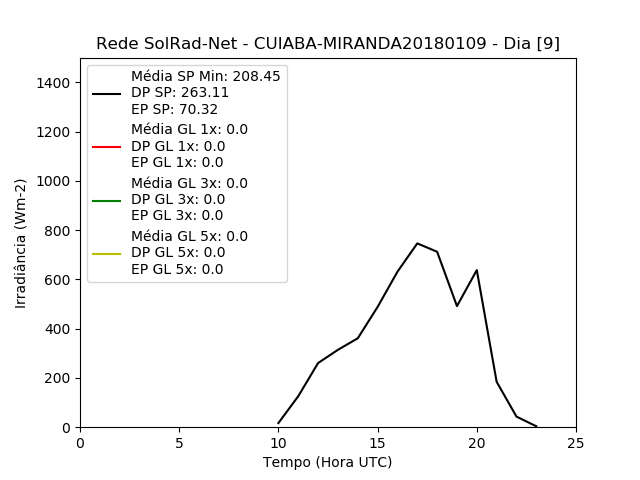 Rede SolRad-Net - CUIABA-MIRANDA20180109 - Dia [9]
Média SP Min: 208.45
DP SP: 263.11
EP SP: 70.32
Média GL 1x: 0.0
DP GL 1x: 0.0
EP GL 1x: 0.0
Média GL 3x: 0.0
DP GL 3x: 0.0
EP GL 3x: 0.0
Média GL 5x: 0.0
DP GL 5x: 0.0
EP GL 5x: 0.0
Irradiância (Wm-2)
1400
1200
1000
800
600
400
200
0
0 5 10 15 20 25
Tempo (Hora UTC)